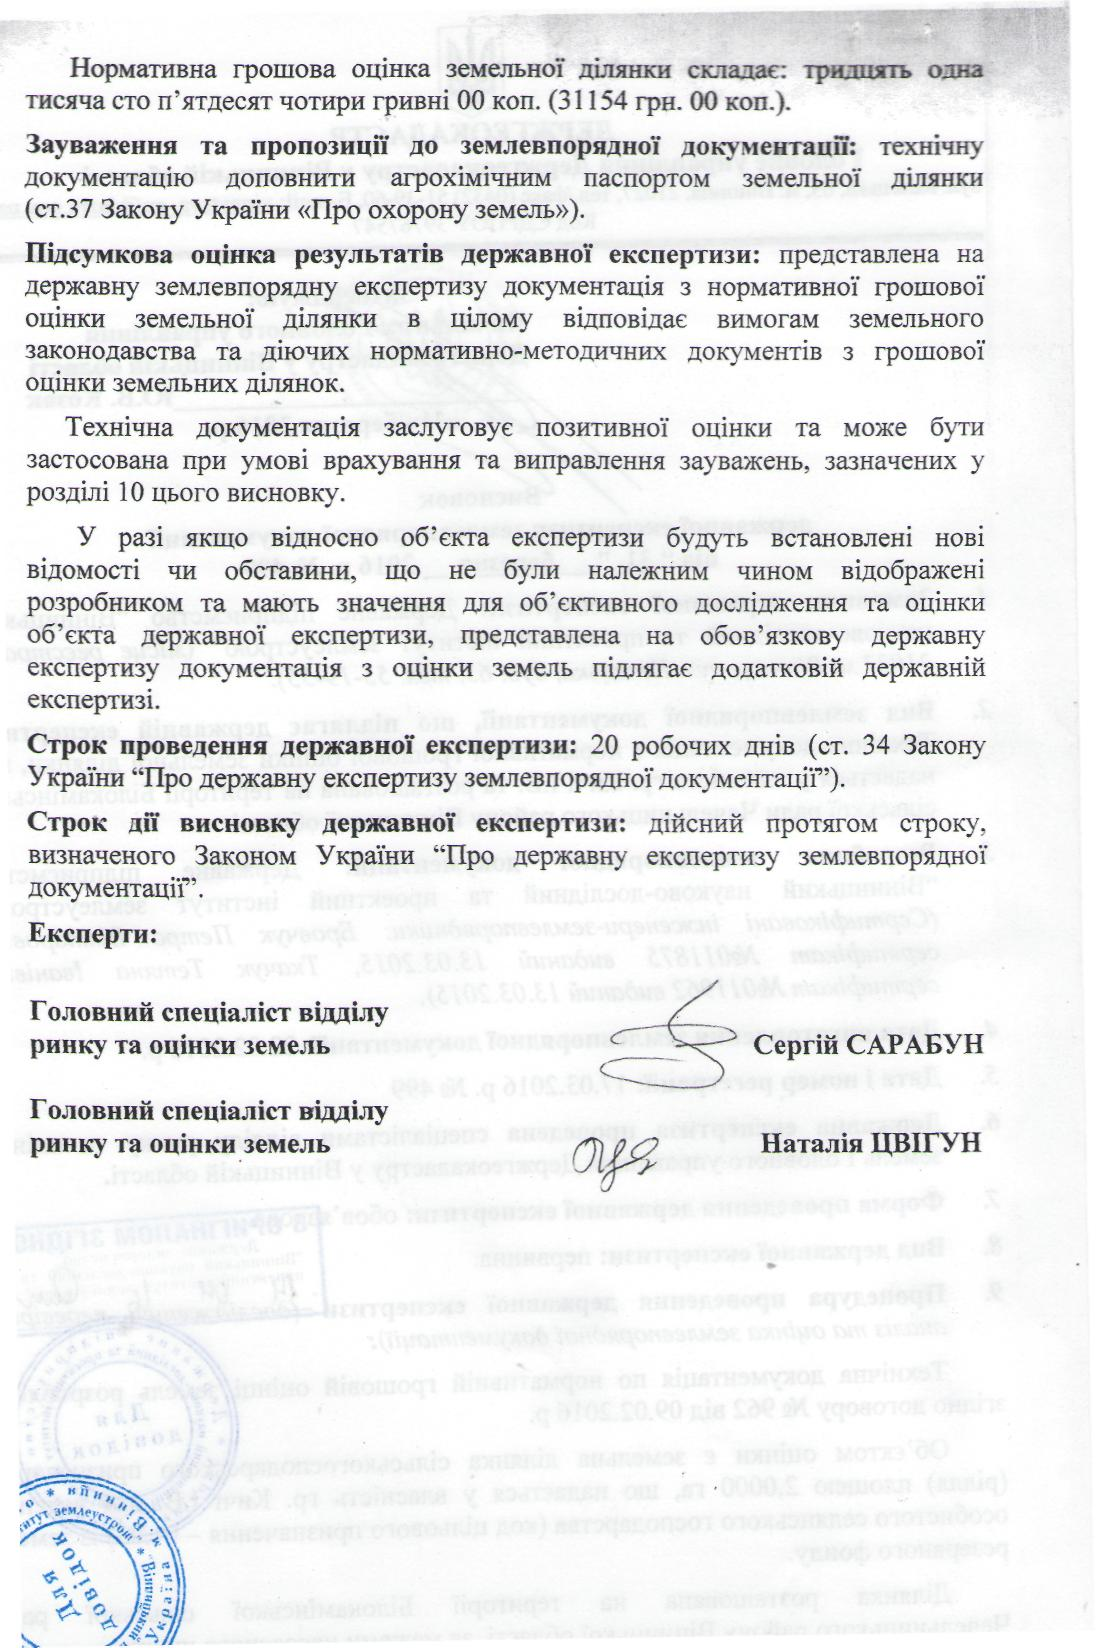 Нормативна грошова оцінка земельної ділянки складає: тридцять одна
тисяча сто п’ятдесят чотири гривні 00 коп. (31154 грн. 00 коп.).
Зауваження та пропозиції до землевпорядної документації: технічну
документацію доповнити агрохімічним паспортом земельної ділянки
(ст.37 Закону України «Про охорону земель»).
Підсумкова оцінка результатів державної експертизи: представлена на
державну землевпорядну експертизу документація з нормативної грошової
оцінки земельної ділянки в цілому відповідає вимогам земельного
законодавства та діючих нормативно-методичних документів з грошової
оцінки земельних ділянок.
Технічна документація заслуговує позитивної оцінки та може бути
застосована при умові врахування та виправлення зауважень, зазначених у
розділі 10 цього висновку.
У разі якщо відносно об’єкта експертизи будуть встановлені нові
відомості чи обставини, що не були належним чином відображені
розробником та мають значення для об’єктивного дослідження та оцінки
об’єкта державної експертизи, представлена на обов’язкову державну
експертизу документація з оцінки земель підлягає додатковій державній
експертизі.
Строк проведення державної експертизи: 20 робочих днів (ст. 34 Закону
України “Про державну експертизу землевпорядної документації”).
Строк дії висновку державної експертизи: дійсний протягом строку,
визначеного Законом України “Про державну експертизу землевпорядної
документації”.
Експерти:
Головний спеціаліст відділу
ринку та оцінки земель Сергій САРАБУН
Головний спеціаліст відділу
ринку та оцінки земель Наталія ЦВІГУН
Для
довідок